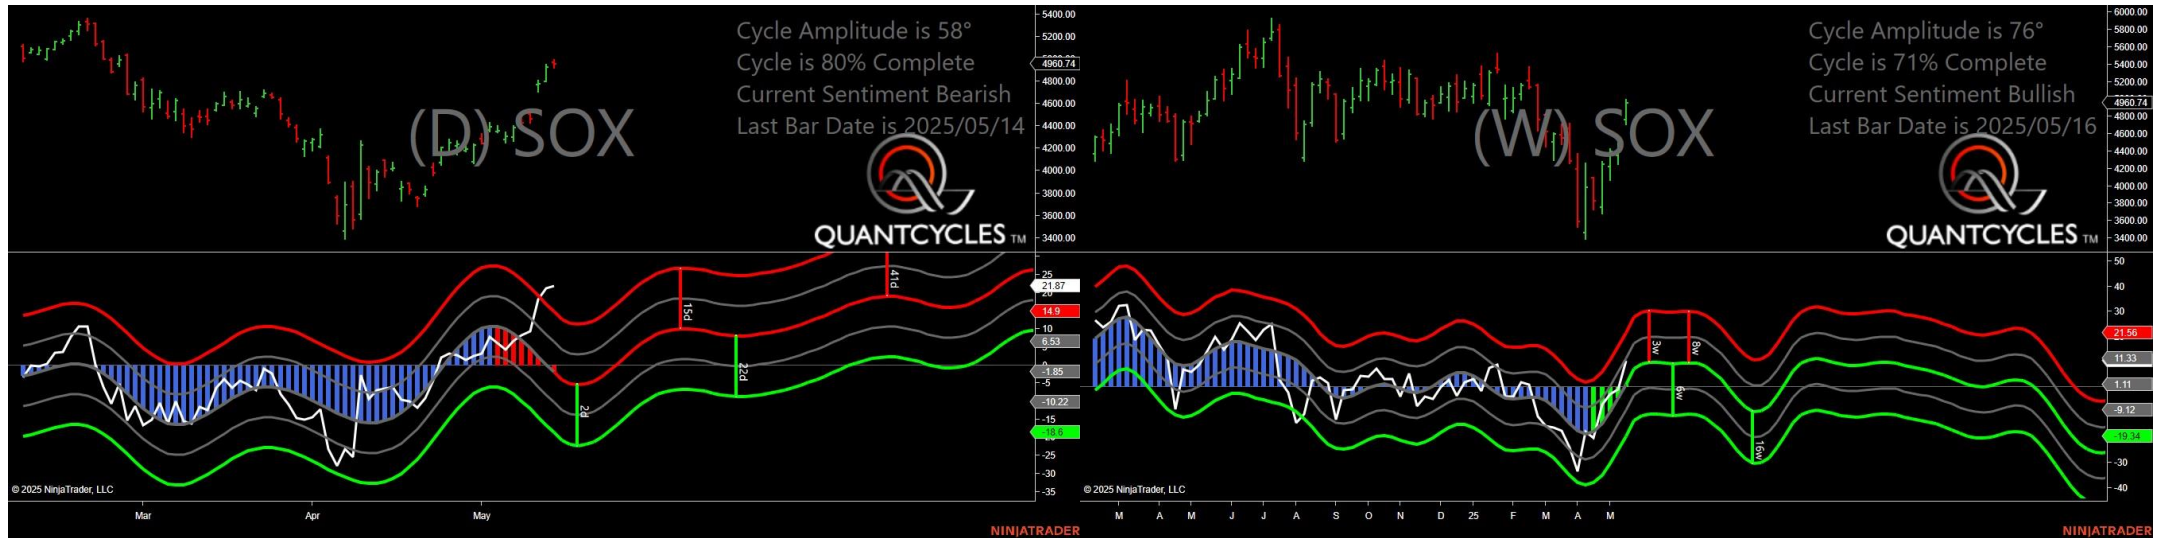 Cycle Amplitude is 58°
Cycle is 80% Complete
Current Sentiment Bearish
Last Bar Date is 2025/05/14
(D) SOX
QUANTCYCLES TM
5400.00
5200.00
4960.74
4800.00
4600.00
4400.00
4200.00
4000.00
3800.00
3600.00
3400.00
25
21.87
20
14.9
10
6.53
-1.85
-5
-10.22
-15
-18.6
-25
-30
-35
15d
41d
22d
2d
© 2025 NinjaTrader, LLC
Mar
Apr
May
NINJATRADER
Cycle Amplitude is 76°
Cycle is 71% Complete
Current Sentiment Bullish
Last Bar Date is 2025/05/16
(W) SOX
QUANTCYCLES TM
6000.00
5800.00
5600.00
5400.00
5200.00
4960.74
4800.00
4600.00
4400.00
4200.00
4000.00
3800.00
3600.00
3400.00
50
40
30
21.56
11.33
1.11
-9.12
-19.34
-30
-40
3w
8w
6w
16w
© 2025 NinjaTrader, LLC
M
A
M
J
J
A
S
O
N
D
25
F
M
A
M
NINJATRADER